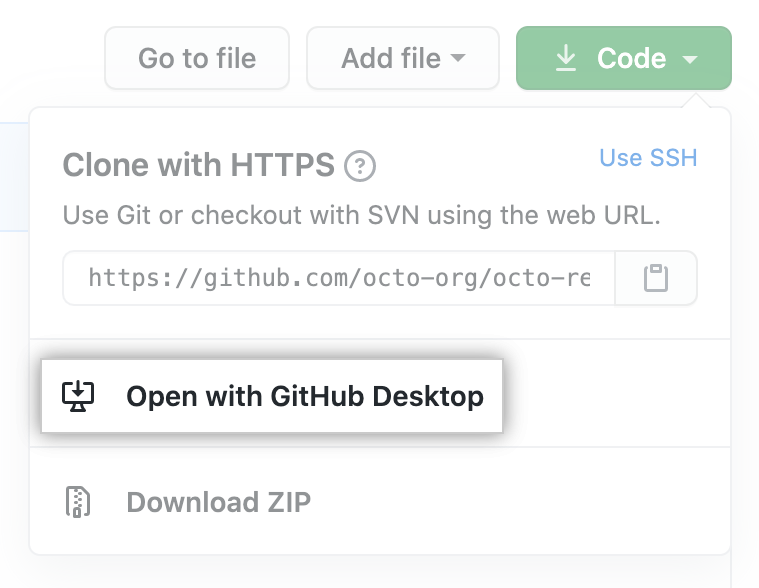 Go to file
Add file
Code
Clone with HTTPS ?
Use SSH
Use Git or checkout with SVN using the web URL.
https://github.com/octo-org/octo-re
Open with GitHub Desktop
Download ZIP